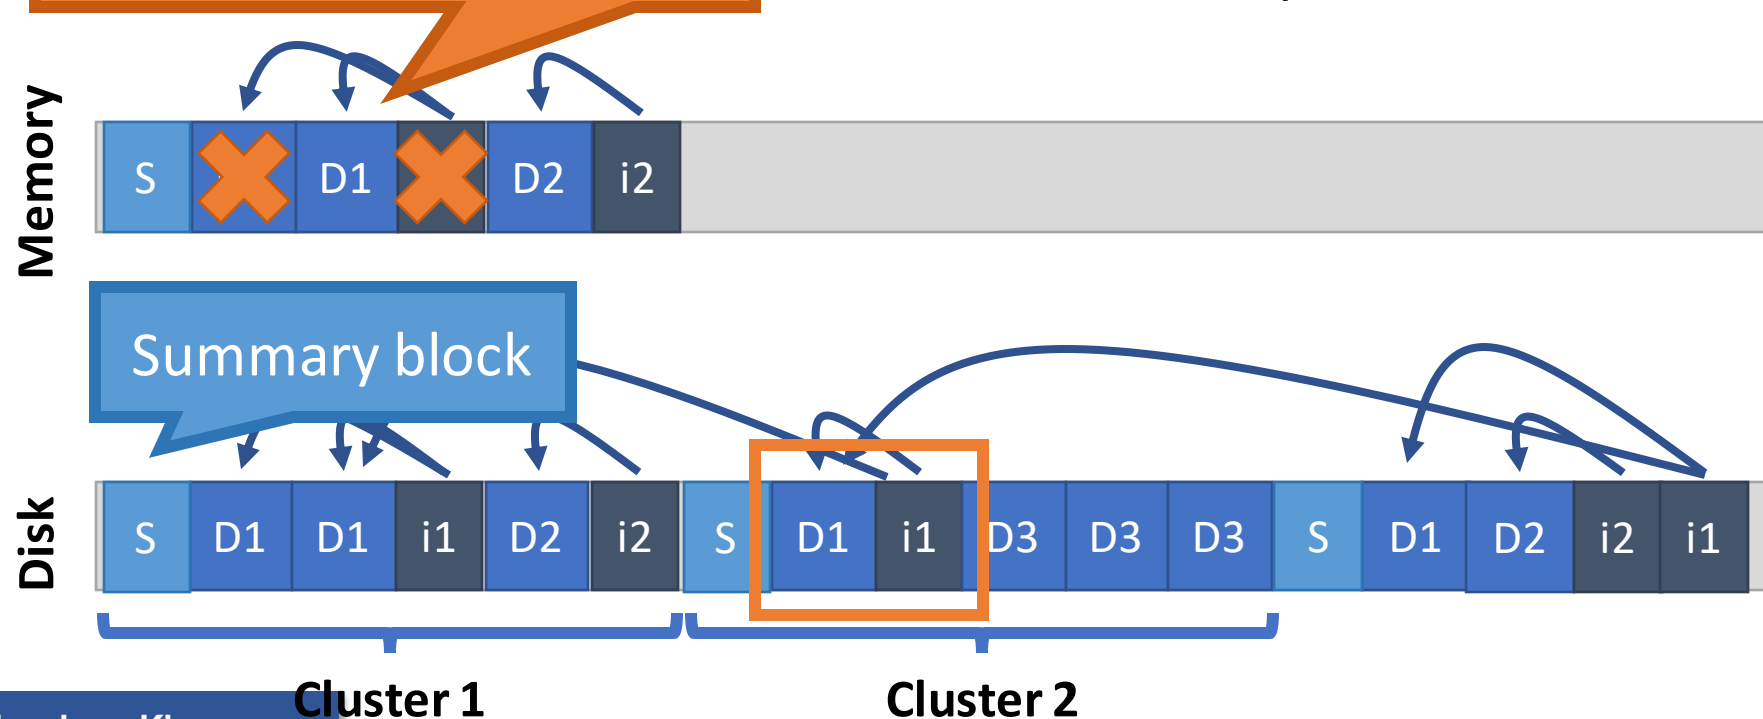 Memory
S D1 D2 i2
Summary block
Disk
S D1 D1 i1 D2 i2 S D1 i1 D3 D3 D3 S D1 D2 i2 i1
Cluster 1
Cluster 2